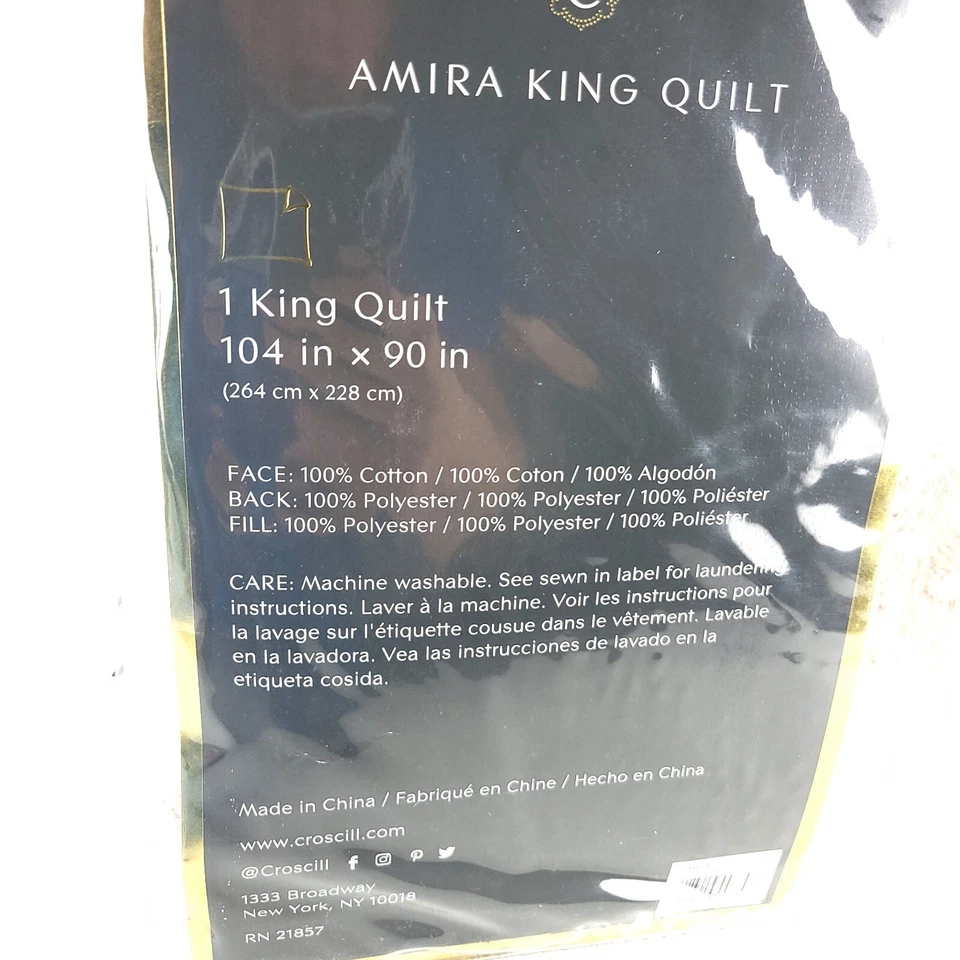 AMIRA KING QUILT
1 King Quilt
104 in x 90 in
(264 cm x 228 cm)
FACE: 100% Cotton / 100% Coton / 100% Algodón
BACK: 100% Polyester / 100% Polyester / 100% Poliéster
FILL: 100% Polyester / 100% Polyester / 100% Poliéster
CARE: Machine washable. See sewn in label for laundering
instructions. Laver à la machine. Voir les instructions pour
la lavage sur l'étiquette cousue dans le vêtement. Lavable
en la lavadora. Vea las instrucciones de lavado en la
etiqueta cosida.
Made in China / Fabriqué en Chine / Hecho en China
www.croscill.com
@Croscill
1333 Broadway
New York, NY 10018
RN 21857